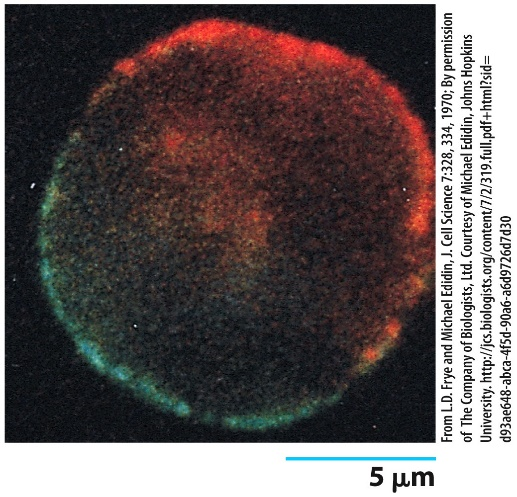 From L.D. Frye and Michael Edidin, J. Cell Science 7:328, 334, 1970; By permission
of The Company of Biologists, Ltd. Courtesy of Michael Edidin, Johns Hopkins
University. http://jcs.biologists.org/content/7/2/319.full.pdf+html?sid=
d93ae648-abca-4f5d-90a6-a6d9726d7d30
5 μm